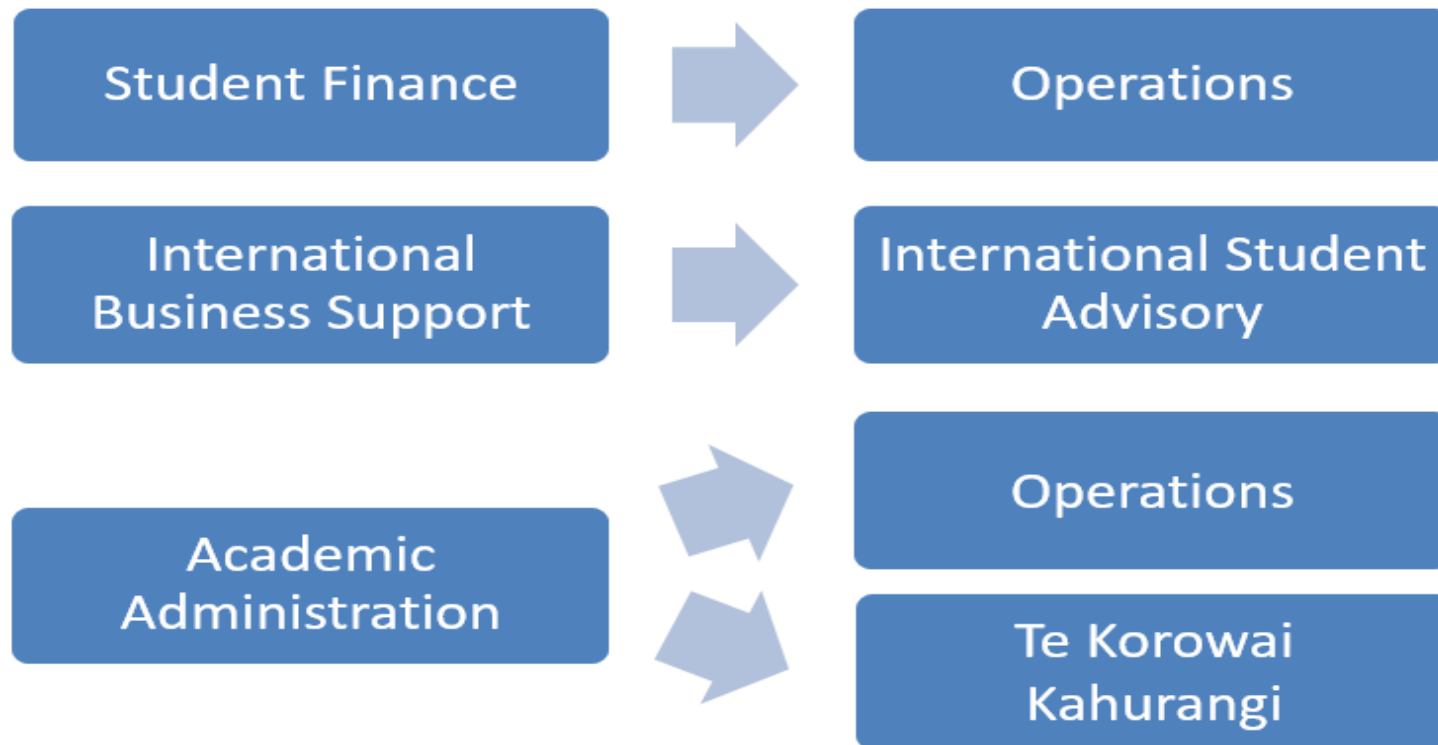 Student Finance
Operations
International
Business Support
International Student
Advisory
Academic
Administration
Operations
Te Korowai
Kahurangi